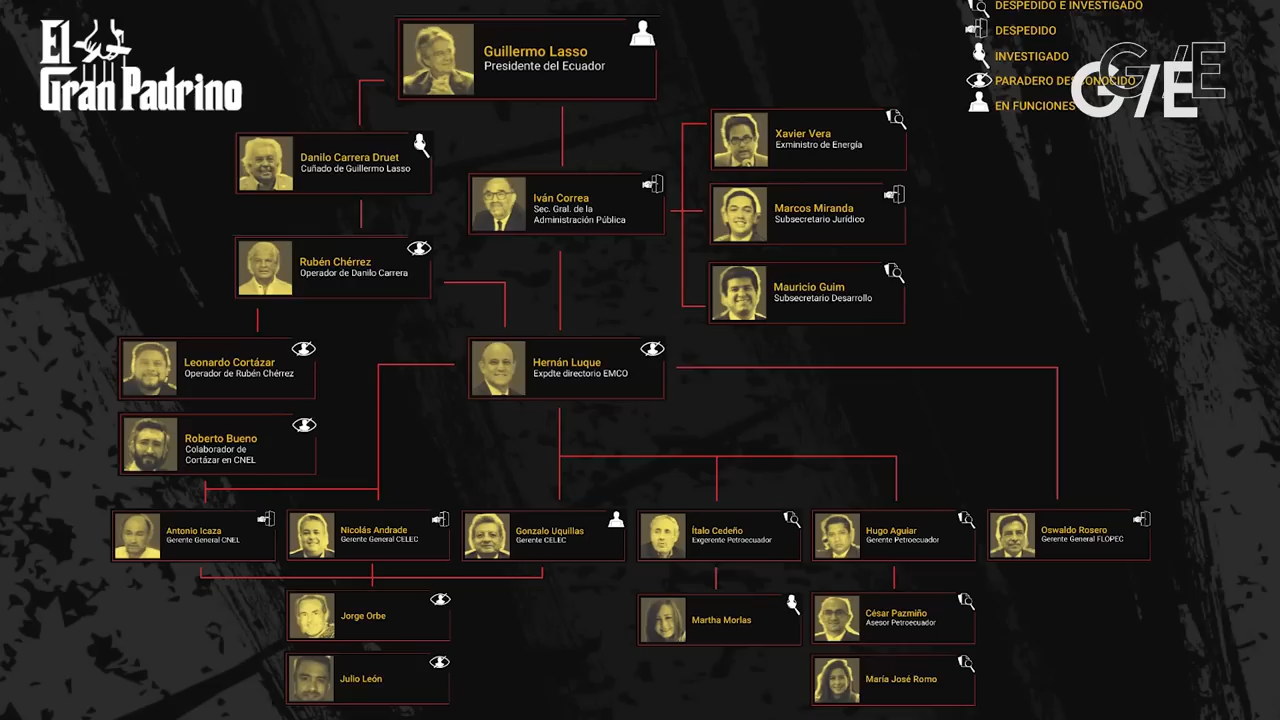 El
Gran Padrino
DESPEDIDO E INVESTIGADO
DESPEDIDO
INVESTIGADO
PARADERO DESCONOCIDO
EN FUNCIONES
G/E
G/E
Guillermo Lasso
Presidente del Ecuador
Danilo Carrera Druet
Cuñado de Guillermo Lasso
Iván Correa
Sec. Gral. de la
Administración Pública
Xavier Vera
Exministro de Energía
Marcos Miranda
Subsecretario Jurídico
Mauricio Guim
Subsecretario Desarrollo
Rubén Chérrez
Operador de Danilo Carrera
Leonardo Cortázar
Operador de Rubén Chérrez
Hernán Luque
Expdte directorio EMCO
Roberto Bueno
Colaborador de
Cortázar en CNEL
Antonio Icaza
Gerente General CNEL
Nicolás Andrade
Gerente General CELEC
Gonzalo Uquillas
Gerente CELEC
Ítalo Cedeño
Exgerente Petroecuador
Hugo Aguiar
Gerente Petroecuador
Oswaldo Rosero
Gerente General FLOPEC
Jorge Orbe
Martha Morlas
César Pazmiño
Asesor Petroecuador
Julio León
María José Romo